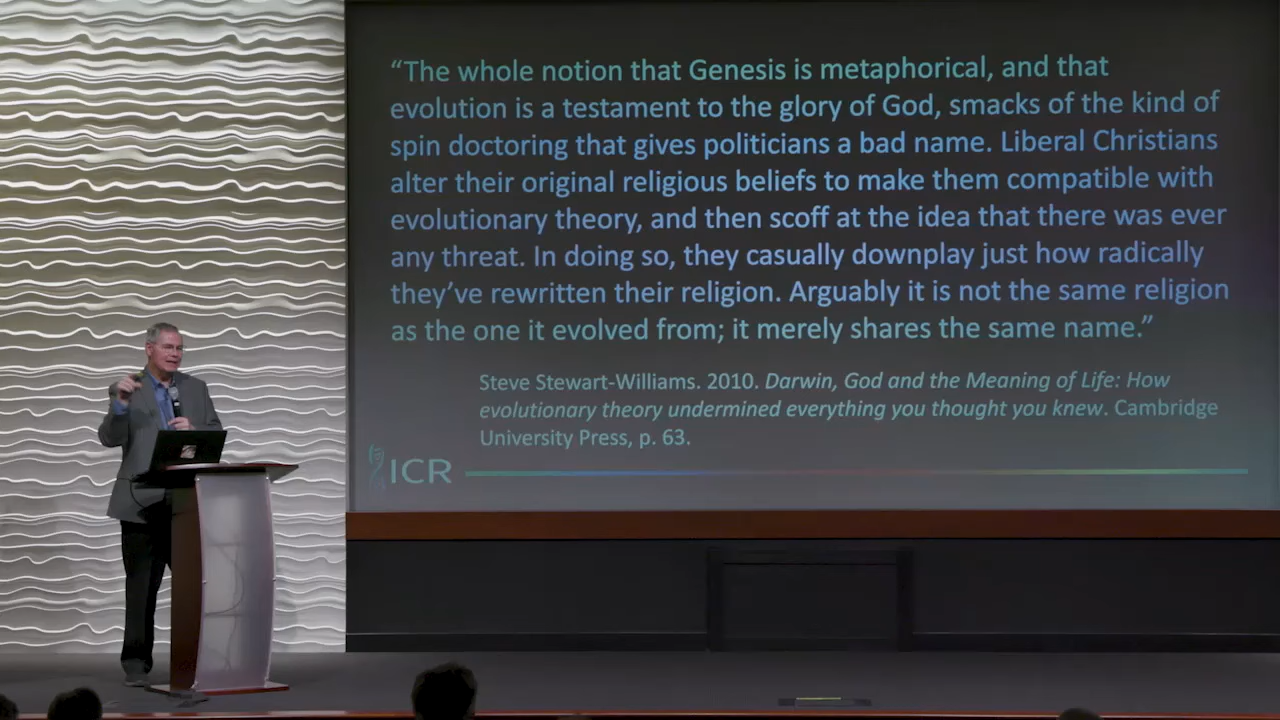 “The whole notion that Genesis is metaphorical, and that
evolution is a testament to the glory of God, smacks of the kind of
spin doctoring that gives politicians a bad name. Liberal Christians
alter their original religious beliefs to make them compatible with
evolutionary theory, and then scoff at the idea that there was ever
any threat. In doing so, they casually downplay just how radically
they’ve rewritten their religion. Arguably it is not the same religion
as the one it evolved from; it merely shares the same name.”
Steve Stewart-Williams. 2010. Darwin, God and the Meaning of Life: How
evolutionary theory undermined everything you thought you knew. Cambridge
University Press, p. 63.
ICR